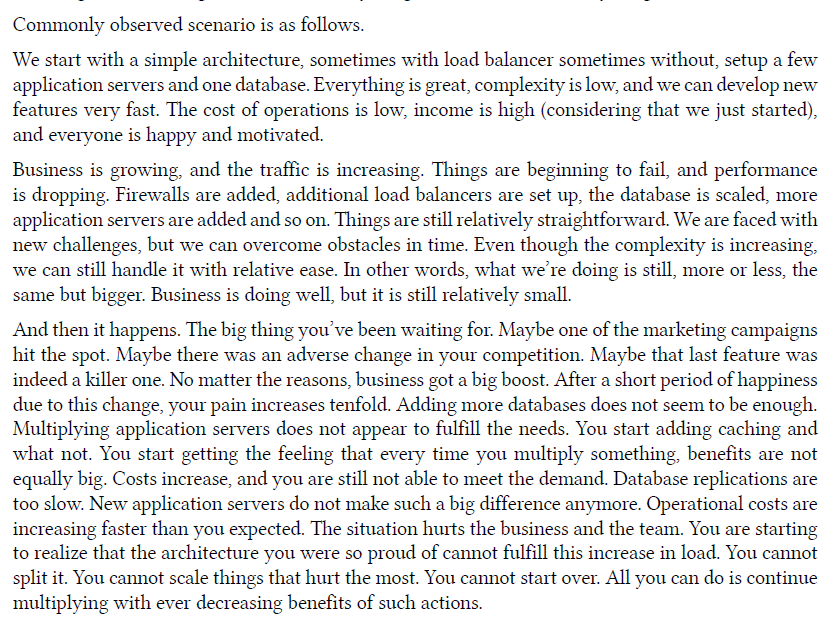 Commonly observed scenario is as follows.
We start with a simple architecture, sometimes with load balancer sometimes without, setup a few
application servers and one database. Everything is great, complexity is low, and we can develop new
features very fast. The cost of operations is low, income is high (considering that we just started),
and everyone is happy and motivated.
Business is growing, and the traffic is increasing. Things are beginning to fail, and performance
is dropping. Firewalls are added, additional load balancers are set up, the database is scaled, more
application servers are added and so on. Things are still relatively straightforward. We are faced with
new challenges, but we can overcome obstacles in time. Even though the complexity is increasing,
we can still handle it with relative ease. In other words, what we're doing is still, more or less, the
same but bigger. Business is doing well, but it is still relatively small.
And then it happens. The big thing you've been waiting for. Maybe one of the marketing campaigns
hit the spot. Maybe there was an adverse change in your competition. Maybe that last feature was
indeed a killer one. No matter the reasons, business got a big boost. After a short period of happiness
due to this change, your pain increases tenfold. Adding more databases does not seem to be enough.
Multiplying application servers does not appear to fulfill the needs. You start adding caching and
what not. You start getting the feeling that every time you multiply something, benefits are not
equally big. Costs increase, and you are still not able to meet the demand. Database replications are
too slow. New application servers do not make such a big difference anymore. Operational costs are
increasing faster than you expected. The situation hurts the business and the team. You are starting
to realize that the architecture you were so proud of cannot fulfill this increase in load. You cannot
split it. You cannot scale things that hurt the most. You cannot start over. All you can do is continue
multiplying with ever decreasing benefits of such actions.